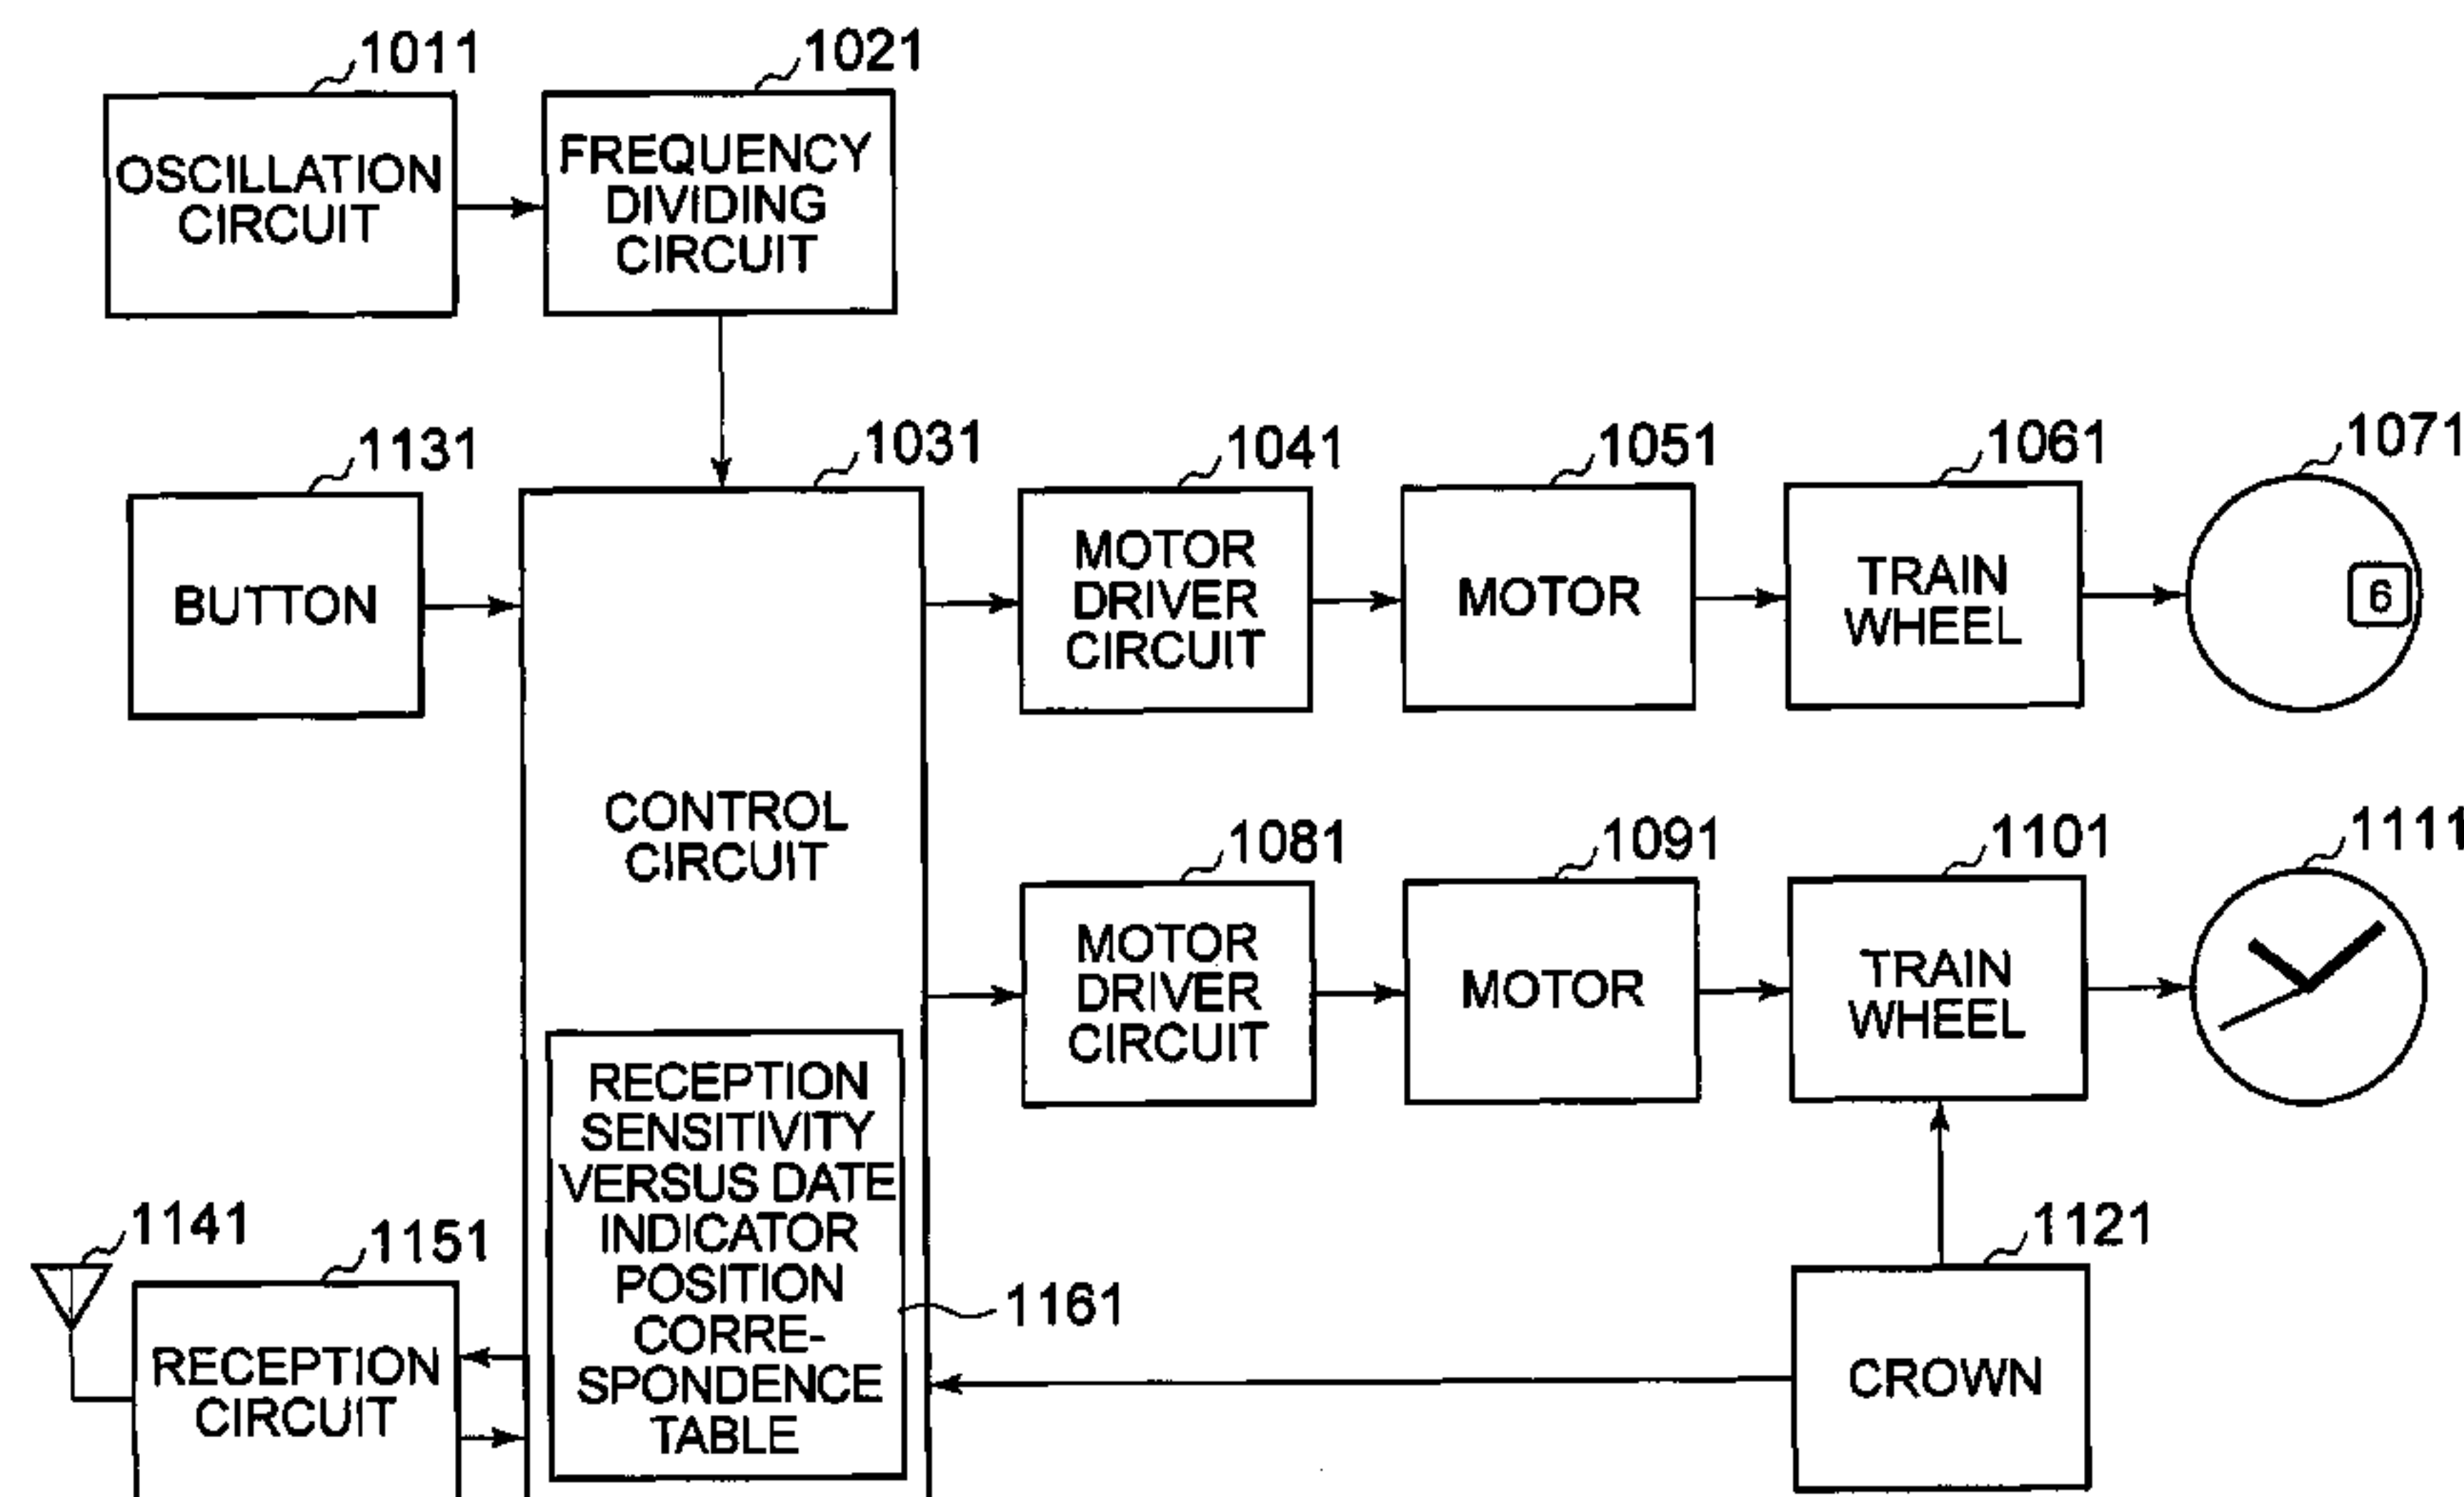 1011
1021
OSCILLATION
CIRCUIT
FREQUENCY
DIVIDING
CIRCUIT
1131
1031
1041
1051
1061
1071
BUTTON
MOTOR
DRIVER
CIRCUIT
MOTOR
TRAIN
WHEEL
6
CONTROL
CIRCUIT
1081
1091
1101
1111
MOTOR
DRIVER
CIRCUIT
MOTOR
TRAIN
WHEEL
RECEPTION
SENSITIVITY
VERSUS DATE
INDICATOR
POSITION
CORRE-
SPONDENCE
TABLE
1161
1141
1151
RECEPTION
CIRCUIT
1121
CROWN